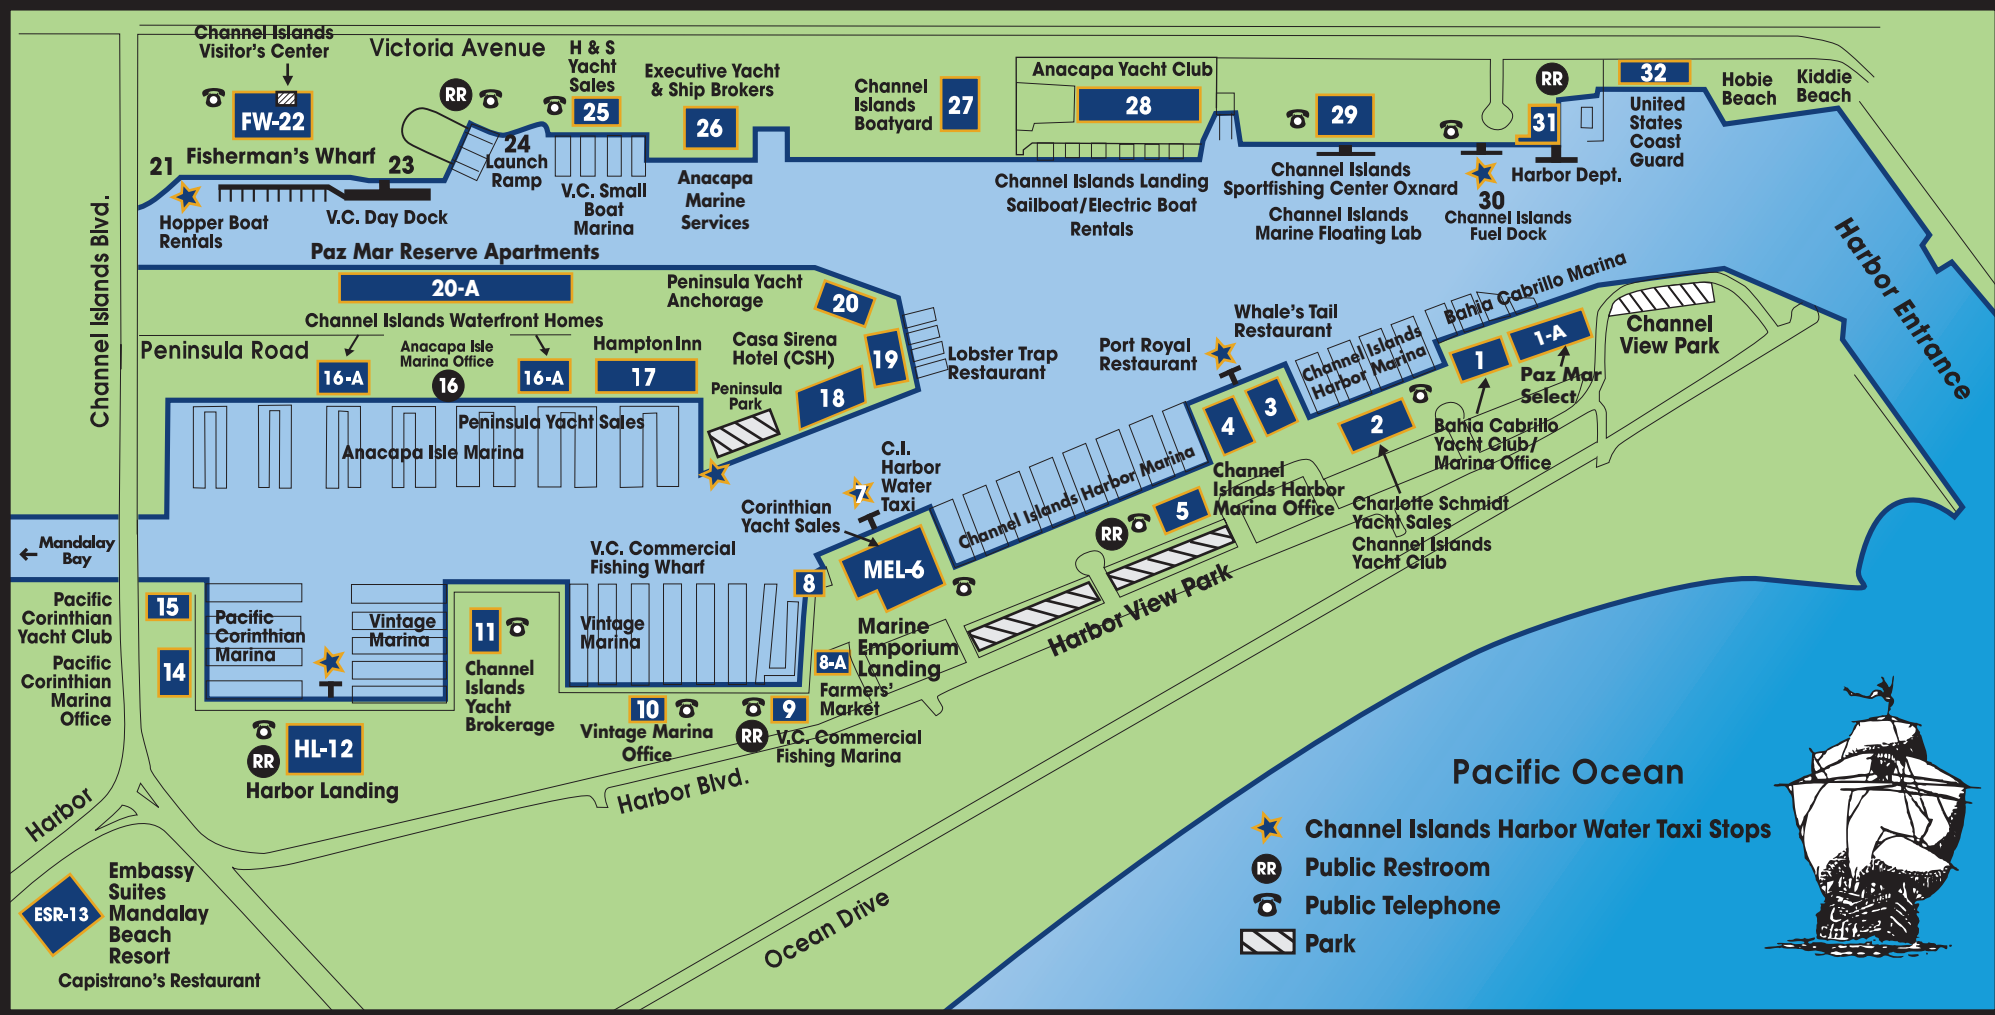 Channel Islands
Visitor's Center
Victoria Avenue
H & S
Yacht
Sales
Executive Yacht
& Ship Brokers
Channel
Islands
Boatyard
Anacapa Yacht Club
RR
RR
FW-22
25
26
27
28
29
31
32
Hobie
Beach
Kiddie
Beach
United
States
Coast
Guard
21
Fisherman's Wharf
23
24
Launch
Ramp
V.C. Small
Boat
Marina
Anacapa
Marine
Services
Channel Islands Landing
Sailboat/Electric Boat
Rentals
Channel Islands
Sportfishing Center Oxnard
Channel Islands
Marine Floating Lab
Harbor Dept.
30
Channel Islands
Fuel Dock
Hopper Boat
Rentals
V.C. Day Dock
Harbor Entrance
Channel Islands Blvd.
Paz Mar Reserve Apartments
20-A
Peninsula Yacht
Anchorage
20
Channel Islands Waterfront Homes
Peninsula Road
Anacapa Isle
Marina Office
Hampton Inn
Casa Sirena
Hotel (CSH)
19
16-A
16
16-A
17
18
Peninsula
Park
Lobster Trap
Restaurant
Peninsula Yacht Sales
Anacapa Isle Marina
Port Royal
Restaurant
Whale's Tail
Restaurant
Bahia Cabrillo Marina
Channel Islands
Harbor Marina
Channel
View Park
1
1-A
Paz Mar
Select
2
3
4
Bahia Cabrillo
Yacht Club/
Marina Office
Channel
Islands Harbor
Marina Office
Charlotte Schmidt
Yacht Sales
Channel Islands
Yacht Club
C.I.
Harbor
Water
Taxi
7
Corinthian
Yacht Sales
Channel Islands Harbor Marina
5
RR
MEL-6
8
Mandalay
Bay
V.C. Commercial
Fishing Wharf
Harbor View Park
Pacific
Corinthian
Yacht Club
15
Pacific
Corinthian
Marina
Vintage
Marina
11
Vintage
Marina
Marine
Emporium
Landing
8-A
Farmers'
Market
Pacific
Corinthian
Marina
Office
14
Channel
Islands
Yacht
Brokerage
10
Vintage Marina
Office
9
RR
V.C. Commercial
Fishing Marina
HL-12
RR
Harbor Landing
Harbor Blvd.
Harbor
Ocean Drive
ESR-13
Embassy
Suites
Mandalay
Beach
Resort
Capistrano's Restaurant
Pacific Ocean
Channel Islands Harbor Water Taxi Stops
RR
Public Restroom
Public Telephone
Park